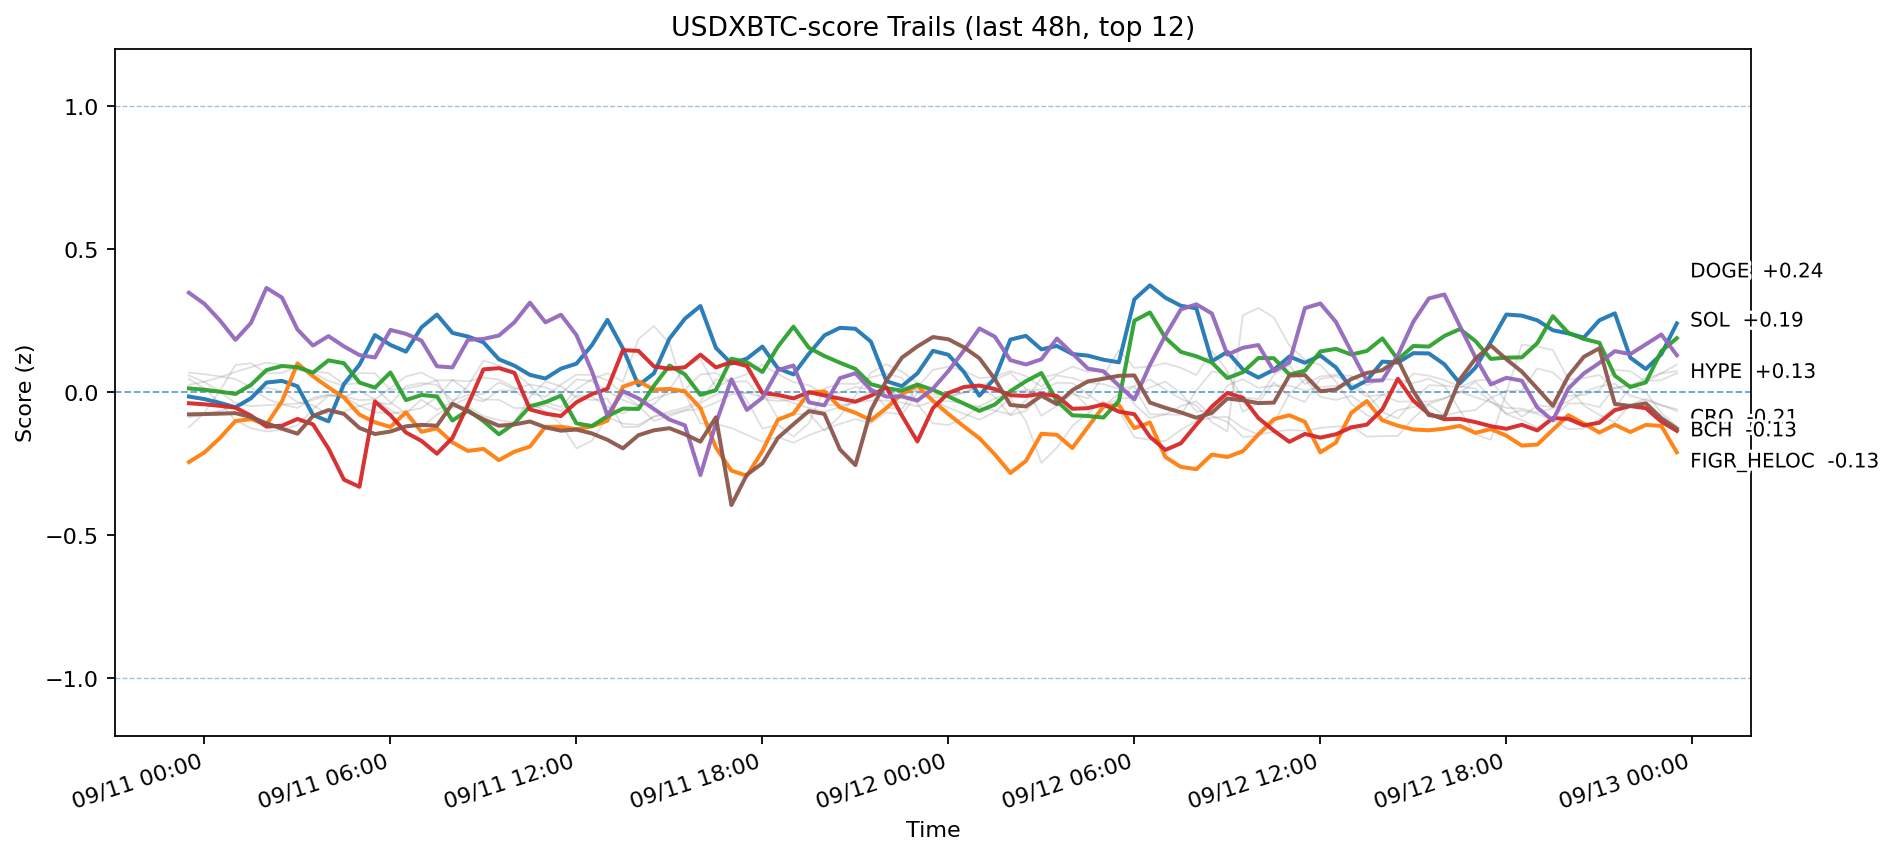 USDXBTC-score Trails (last 48h, top 12)
Score (z)
1.0
0.5
0.0
−0.5
−1.0
DOGE +0.24
SOL +0.19
HYPE +0.13
CRO -0.21
BCH -0.13
FIGR_HELOC -0.13
09/11 00:00
09/11 06:00
09/11 12:00
09/11 18:00
09/12 00:00
09/12 06:00
09/12 12:00
09/12 18:00
09/13 00:00
Time